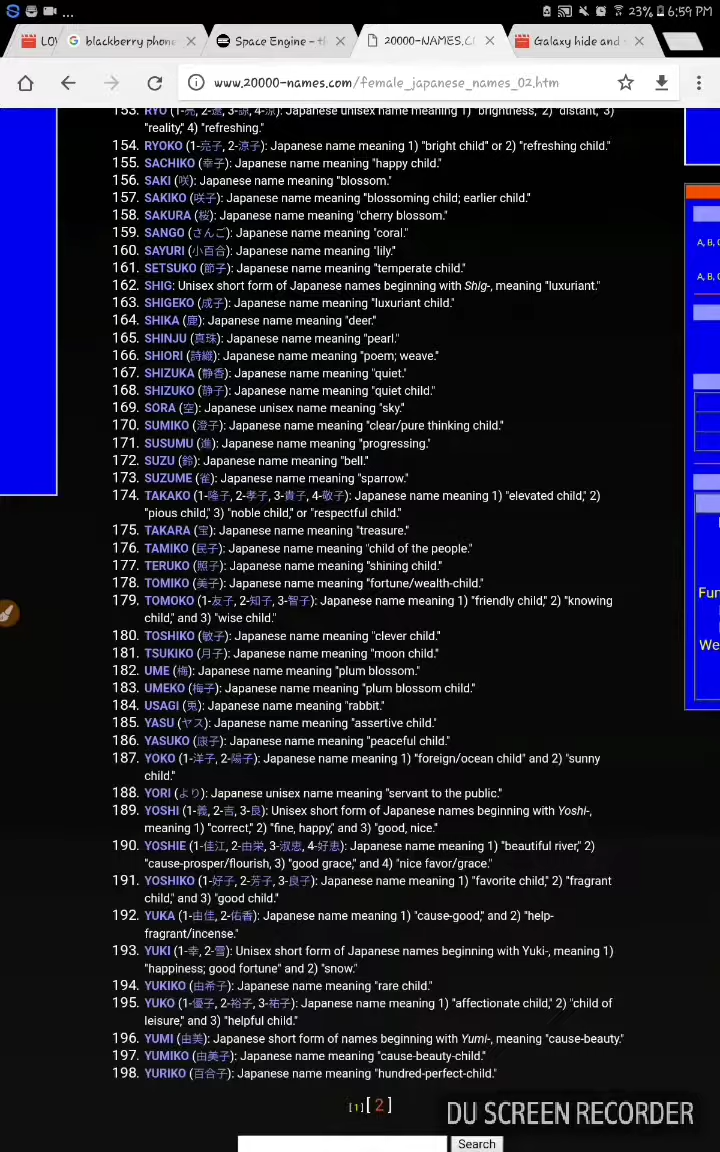 ... 23% 6:59 PM
LO
blackberry phone
Space Engine - th
20000-NAMES.C
Galaxy hide and
www.20000-names.com/female_japanese_names_02.htm
153. RYO (1-亮, 2-遼, 3-諒, 4-涼): Japanese unisex name meaning 1) "brightness," 2) "distant," 3)
"reality," 4) "refreshing."
154. RYOKO (1-亮子, 2-涼子): Japanese name meaning 1) "bright child" or 2) "refreshing child."
155. SACHIKO (幸子): Japanese name meaning "happy child."
156. SAKI (咲): Japanese name meaning "blossom."
157. SAKIKO (咲子): Japanese name meaning "blossoming child; earlier child."
158. SAKURA (桜): Japanese name meaning "cherry blossom."
159. SANGO (さんご): Japanese name meaning "coral."
160. SAYURI (小百合): Japanese name meaning "lily."
161. SETSUKO (節子): Japanese name meaning "temperate child."
162. SHIG: Unisex short form of Japanese names beginning with Shig-, meaning "luxuriant."
163. SHIGEKO (成子): Japanese name meaning "luxuriant child."
164. SHIKA (鹿): Japanese name meaning "deer."
165. SHINJU (真珠): Japanese name meaning "pearl."
166. SHIORI (詩織): Japanese name meaning "poem; weave."
167. SHIZUKA (静香): Japanese name meaning "quiet."
168. SHIZUKO (静子): Japanese name meaning "quiet child."
169. SORA (空): Japanese unisex name meaning "sky."
170. SUMIKO (澄子): Japanese name meaning "clear/pure thinking child."
171. SUSUMU (進): Japanese name meaning "progressing."
172. SUZU (鈴): Japanese name meaning "bell."
173. SUZUME (雀): Japanese name meaning "sparrow."
174. TAKAKO (1-隆子, 2-孝子, 3-貴子, 4-敬子): Japanese name meaning 1) "elevated child," 2)
"pious child," 3) "noble child," or "respectful child."
175. TAKARA (宝): Japanese name meaning "treasure."
176. TAMIKO (民子): Japanese name meaning "child of the people."
177. TERUKO (照子): Japanese name meaning "shining child."
178. TOMIKO (美子): Japanese name meaning "fortune/wealth-child."
179. TOMOKO (1-友子, 2-知子, 3-智子): Japanese name meaning 1) "friendly child," 2) "knowing
child," and 3) "wise child."
180. TOSHIKO (敏子): Japanese name meaning "clever child."
181. TSUKIKO (月子): Japanese name meaning "moon child."
182. UME (梅): Japanese name meaning "plum blossom."
183. UMEKO (梅子): Japanese name meaning "plum blossom child."
184. USAGI (兎): Japanese name meaning "rabbit."
185. YASU (ヤス): Japanese name meaning "assertive child."
186. YASUKO (康子): Japanese name meaning "peaceful child."
187. YOKO (1-洋子, 2-陽子): Japanese name meaning 1) "foreign/ocean child" and 2) "sunny
child."
188. YORI (より): Japanese unisex name meaning "servant to the public."
189. YOSHI (1-義, 2-吉, 3-良): Unisex short form of Japanese names beginning with Yoshi-,
meaning 1) "correct," 2) "fine, happy," and 3) "good, nice."
190. YOSHIE (1-佳江, 2-由栄, 3-淑恵, 4-好恵): Japanese name meaning 1) "beautiful river," 2)
"cause-prosper/flourish, 3) "good grace," and 4) "nice favor/grace."
191. YOSHIKO (1-好子, 2-芳子, 3-良子): Japanese name meaning 1) "favorite child," 2) "fragrant
child," and 3) "good child."
192. YUKA (1-由佳, 2-佑香): Japanese name meaning 1) "cause-good," and 2) "help-
fragrant/incense."
193. YUKI (1-幸, 2-雪): Unisex short form of Japanese names beginning with Yuki-, meaning 1)
"happiness; good fortune" and 2) "snow."
194. YUKIKO (由希子): Japanese name meaning "rare child."
195. YUKO (1-優子, 2-裕子, 3-祐子): Japanese name meaning 1) "affectionate child," 2) "child of
leisure," and 3) "helpful child."
196. YUMI (由美): Japanese short form of names beginning with Yumi-, meaning "cause-beauty."
197. YUMIKO (由美子): Japanese name meaning "cause-beauty-child."
198. YURIKO (百合子): Japanese name meaning "hundred-perfect-child."
[1] [ 2 ]
Search
A, B, C
A, B, C
Fun
We
DU SCREEN RECORDER